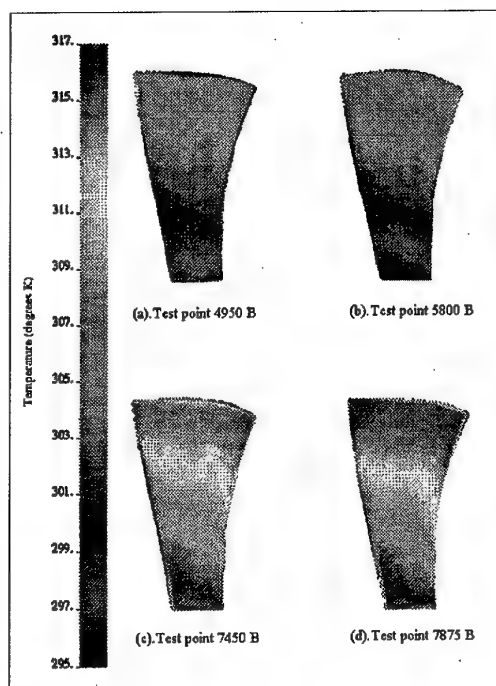 317.
315.
313.
311.
309.
307.
305.
303.
301.
299.
297.
295.
Temperature (degrees K)
(a).Test point 4950 B
(b).Test point 5800 B
(c).Test point 7450 B
(d).Test point 7875 B